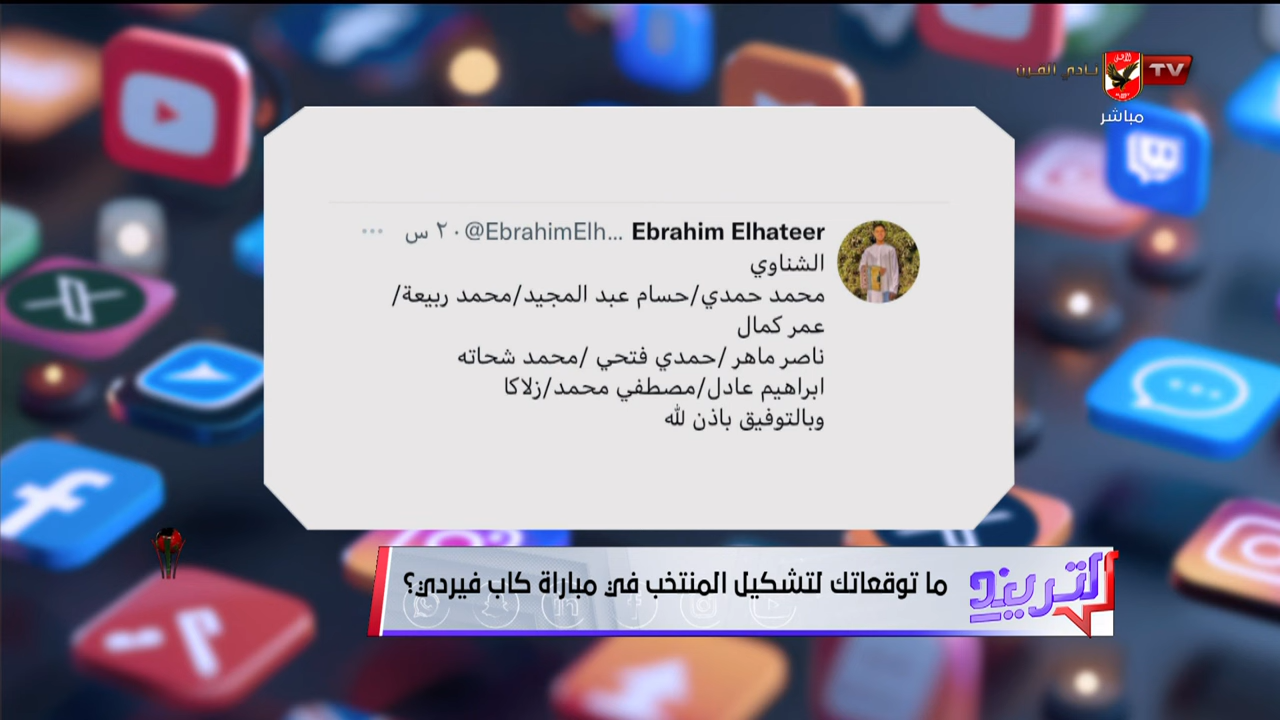 نادي القرن
TV
مباشر
Ebrahim Elhateer @EbrahimElh... · ٢٠ س
الشناوي
محمد حمدي/حسام عبد المجيد/محمد ربيعة/
عمر كمال
ناصر ماهر /حمدي فتحي /محمد شحاته
ابراهيم عادل/مصطفي محمد/زلاكا
وبالتوفيق باذن لله
التريند
ما توقعاتك لتشكيل المنتخب في مباراة كاب فيردي؟